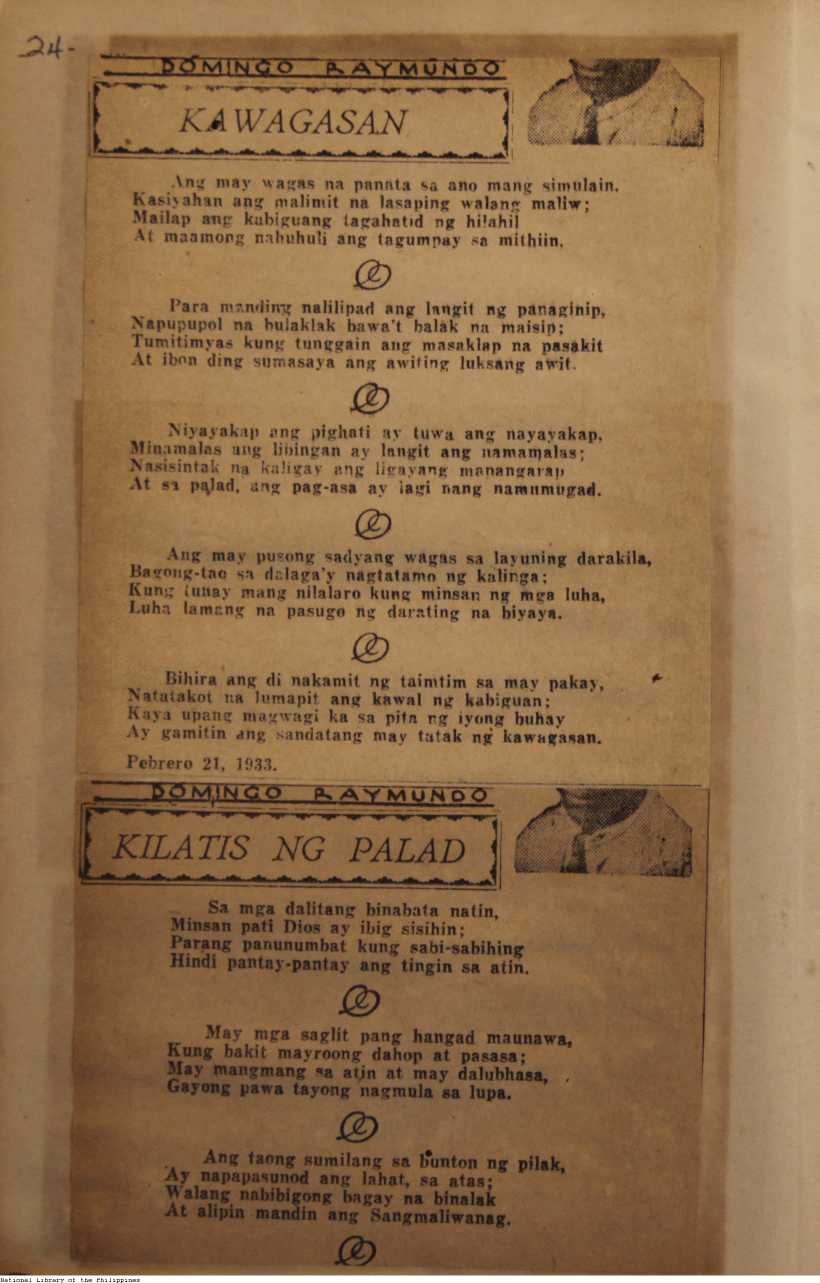 24-
DOMINGO RAYMUNDO
KAWAGASAN
Ang may wagas na panata sa ano mang simulain,
Kasiyahan ang malimit na lasaping walang maliw;
Mailap ang kabiguang tagahatid ng hilahil
At maamong nahuhuli ang tagumpay sa mithiin.
Para manding nalilipad ang langit ng panaginip,
Napupupol na bulaklak bawa't balak na maisip;
Tumitimyas kung tunggain ang masaklap na pasakit
At ibon ding sumasaya ang awiting luksang awit.
Niyayakap ang pighati ay tuwa ang nayayakap,
Minamalas ang libingan ay langit ang namamalas;
Nasisintak na kaligay ang ligayang manangarap
At sa palad, ang pag-asa ay lagi nang namumugad.
Ang may pusong sadyang wagas sa layuning darakila,
Bagong-tao sa dalaga'y nagtatamo ng kalinga;
Kung tunay mang nilalaro kung minsan ng mga luha,
Luha lamang na pasugo ng darating na biyaya.
Bihira ang di nakamit ng taimtim sa may pakay,
Natatakot na lumapit ang kawal ng kabiguan;
Kaya upang magwagi ka sa pita ng iyong buhay
Ay gamitin ang sandatang may tatak ng kawagasan.
Pebrero 21, 1933.
DOMINGO RAYMUNDO
KILATIS NG PALAD
Sa mga dalitang binabata natin,
Minsan pati Dios ay ibig sisihin;
Parang panunumbat kung sabi-sabihing
Hindi pantay-pantay ang tingin sa atin.
May mga saglit pang hangad maunawa,
Kung bakit mayroong dahop at pasasa;
May mangmang sa atin at may dalubhasa,
Gayong pawa tayong nagmula sa lupa.
Ang taong sumilang sa bunton ng pilak,
Ay napapasunod ang lahat, sa atas;
Walang nabibigong bagay na binalak
At alipin mandin ang Sangmaliwanag.
National Library of the Philippines